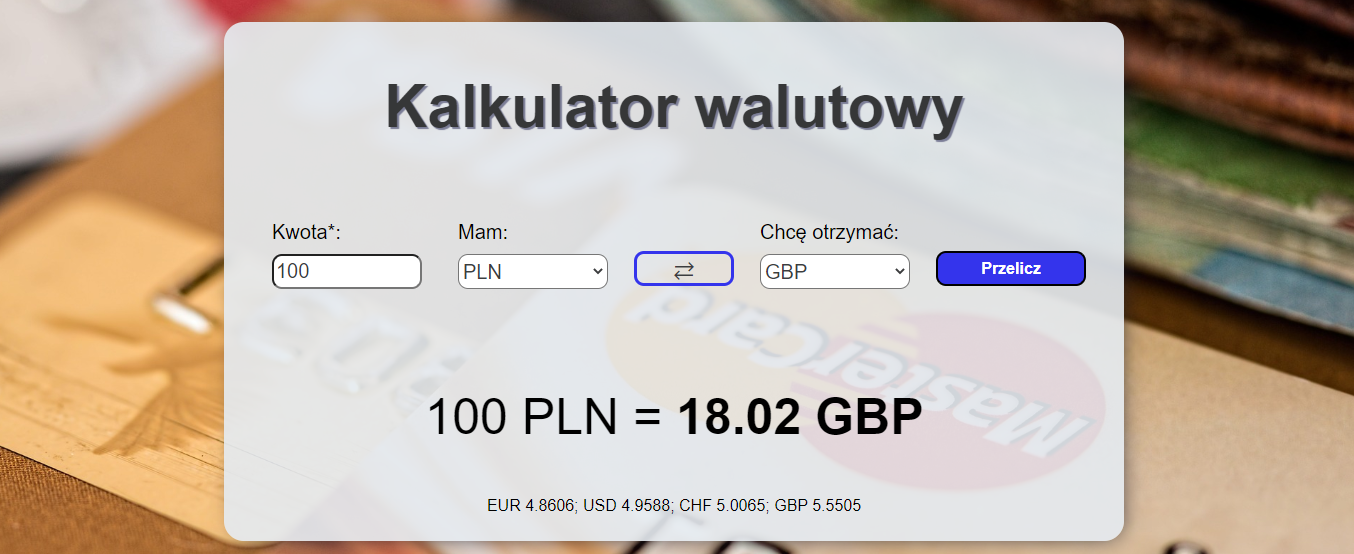 Kalkulator walutowy
Kwota*: Mam: Chcę otrzymać:
100 PLN ⇄ GBP Przelicz
MasterCard
100 PLN = 18.02 GBP
EUR 4.8606; USD 4.9588; CHF 5.0065; GBP 5.5505